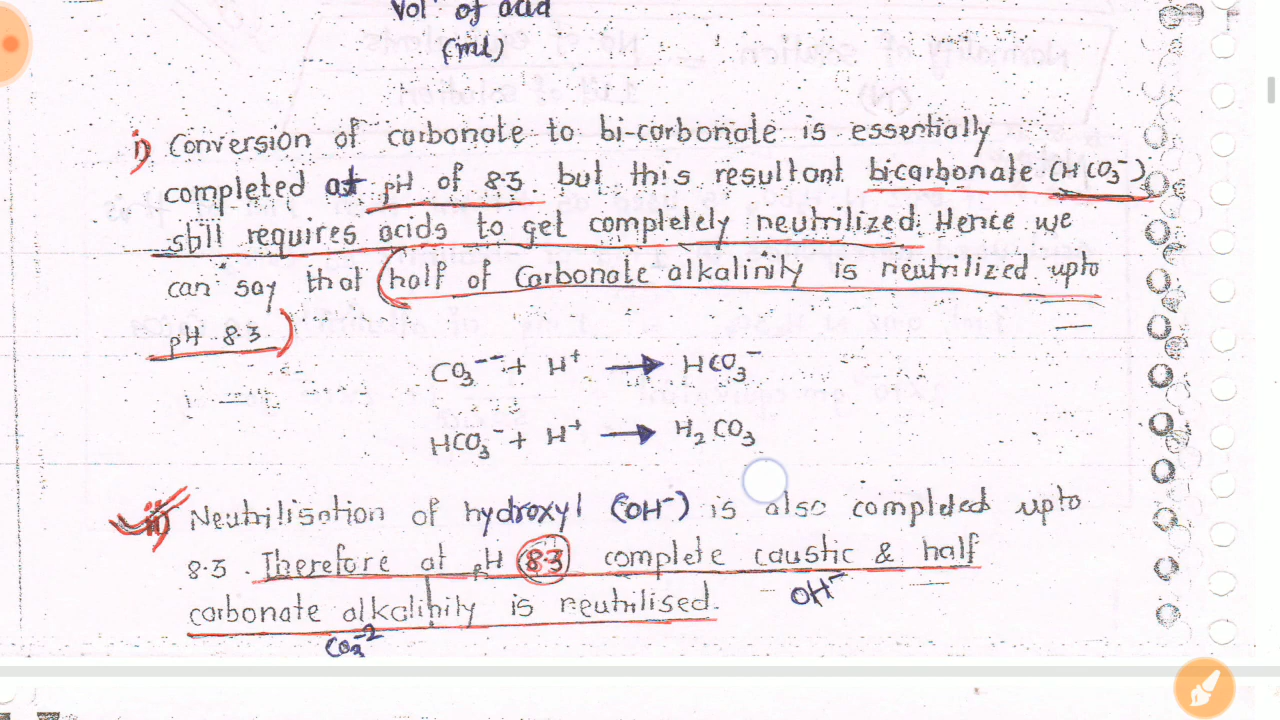 Vol of acid
(ml)
i) Conversion of carbonate to bi-carbonate is essentially
completed at pH of 8.3. but this resultant bicarbonate (HCO₃⁻)
still requires acids to get completely neutrilized. Hence we
can say that (half of Carbonate alkalinity is neutrilized upto
pH 8.3)
CO₃⁻⁻ + H⁺ → HCO₃⁻
HCO₃⁻ + H⁺ → H₂CO₃
ii) Neutrilisation of hydroxyl (OH⁻) is also completed upto
8.3. Therefore at pH 8.3 complete caustic & half
OH⁻
carbonate alkalinity is neutrilised.
CO₃⁻²